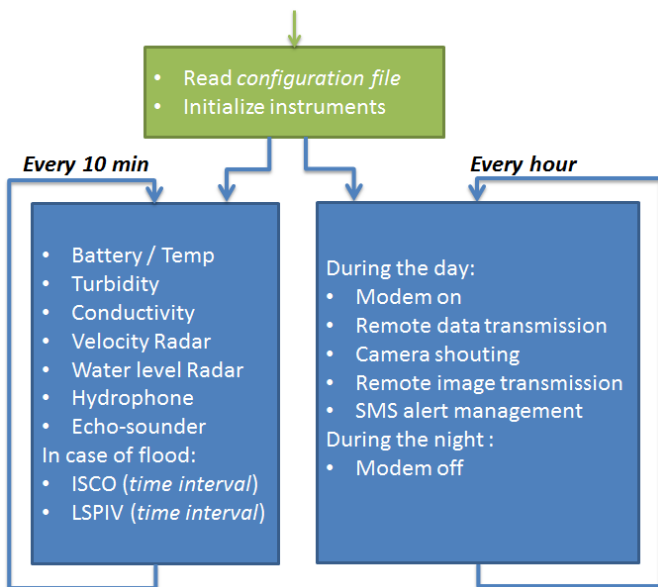 • Read configuration file
• Initialize instruments
Every 10 min
Every hour
• Battery / Temp
• Turbidity
• Conductivity
• Velocity Radar
• Water level Radar
• Hydrophone
• Echo-sounder
In case of flood:
• ISCO (time interval)
• LSPIV (time interval)
During the day:
• Modem on
• Remote data transmission
• Camera shouting
• Remote image transmission
• SMS alert management
During the night :
• Modem off